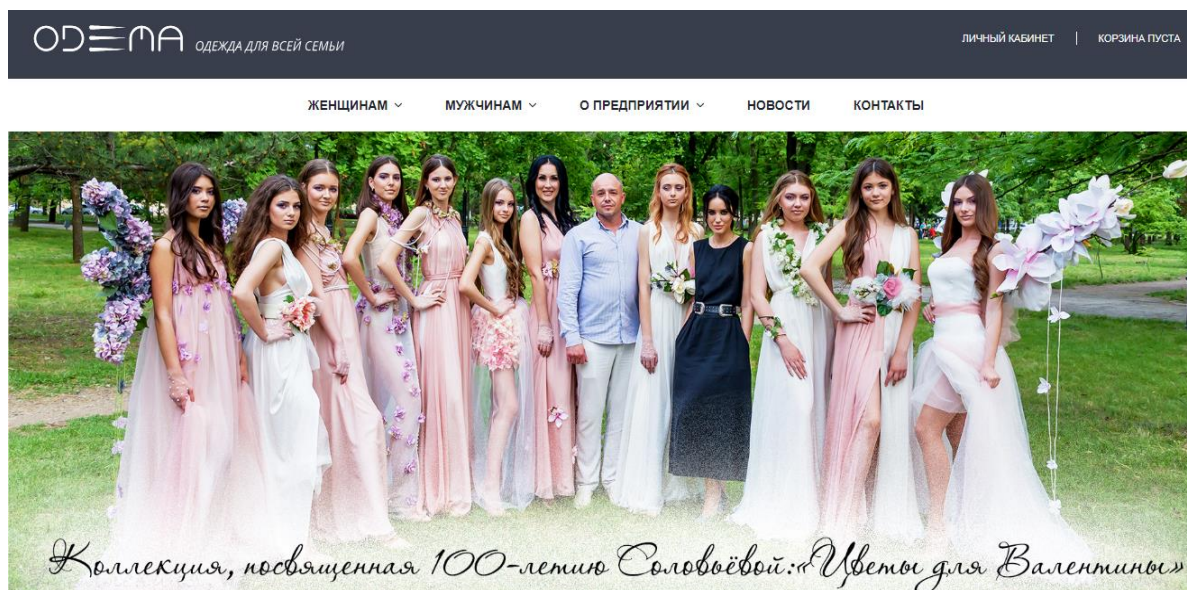 ODEMA ОДЕЖДА ДЛЯ ВСЕЙ СЕМЬИ
ЛИЧНЫЙ КАБИНЕТ | КОРЗИНА ПУСТА
ЖЕНЩИНАМ МУЖЧИНАМ О ПРЕДПРИЯТИИ НОВОСТИ КОНТАКТЫ
Коллекция, посвященная 100-летию Соловьёвой:«Цветы для Валентины»